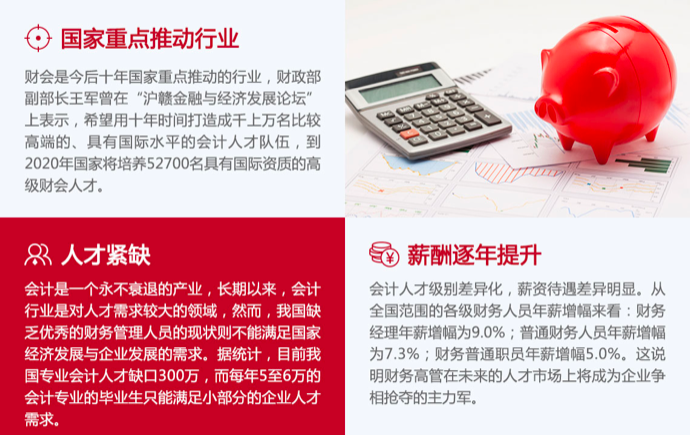 国家重点推动行业
财会是今后十年国家重点推动的行业，财政部
副部长王军曾在“沪赣金融与经济发展论坛”
上表示，希望用十年时间打造成千上万名比较
高端的、具有国际水平的会计人才队伍，到
2020年国家将培养52700名具有国际资质的高
级财会人才。
人才紧缺
会计是一个永不衰退的产业，长期以来，会计
行业是对人才需求较大的领域，然而，我国缺
乏优秀的财务管理人员的现状则不能满足国家
经济发展与企业发展的需求。据统计，目前我
国专业会计人才缺口300万，而每年5至6万的
会计专业的毕业生只能满足小部分的企业人才
需求。
薪酬逐年提升
会计人才级别差异化，薪资待遇差异明显。从
全国范围的各级财务人员年薪增幅来看：财务
经理年薪增幅为9.0%；普通财务人员年薪增幅
为7.3%；财务普通职员年薪增幅5.0%。这说
明财务高管在未来的人才市场上将成为企业争
相抢夺的主力军。